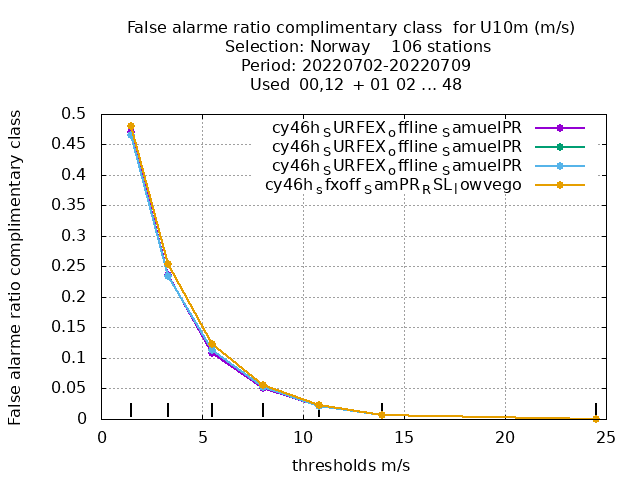 False alarme ratio complimentary class for U10m (m/s)
Selection: Norway 106 stations
Period: 20220702-20220709
Used 00,12 + 01 02 ... 48
False alarme ratio complimentary class
0.5
0.45
0.4
0.35
0.3
0.25
0.2
0.15
0.1
0.05
0
cy46h_SURFEX_offline_SamuelPR
cy46h_SURFEX_offline_SamuelPR
cy46h_SURFEX_offline_SamuelPR
cy46h_sfxoff_SamPR_RSL_lowvego
0 5 10 15 20 25
thresholds m/s